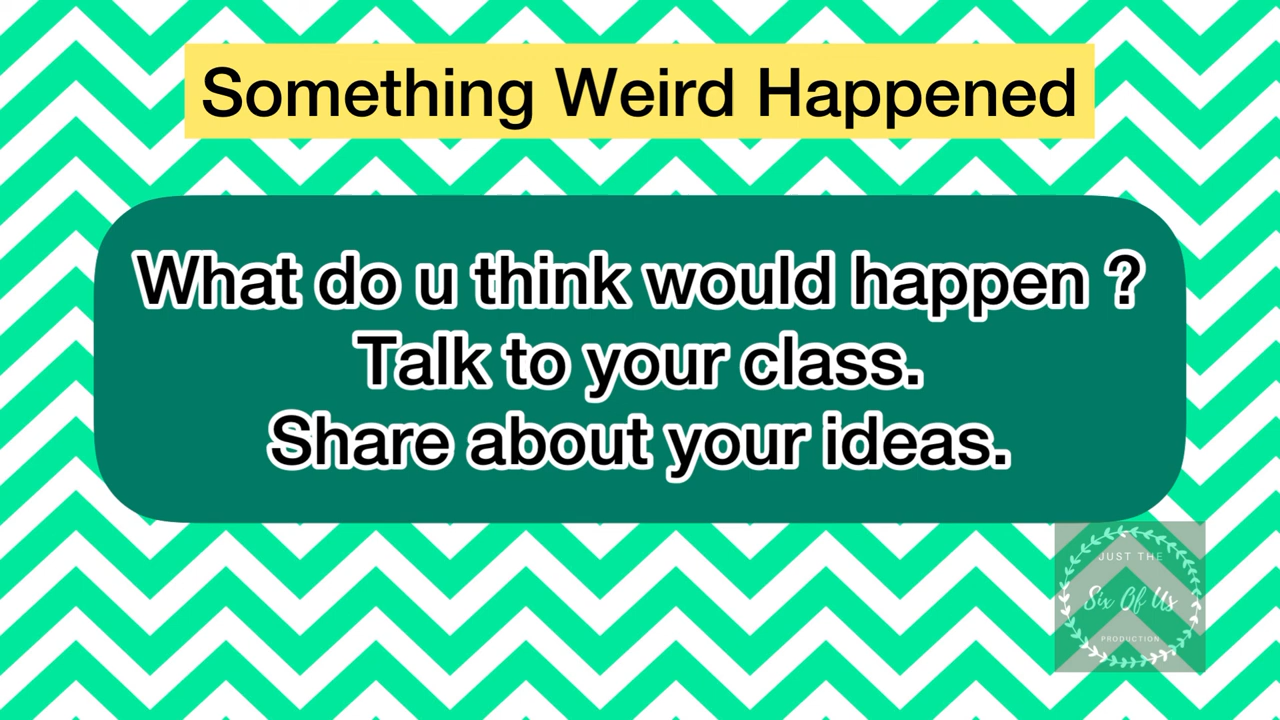 Something Weird Happened
What do u think would happen ?
Talk to your class.
Share about your ideas.
JUST THE
Six Of Us
PRODUCTION